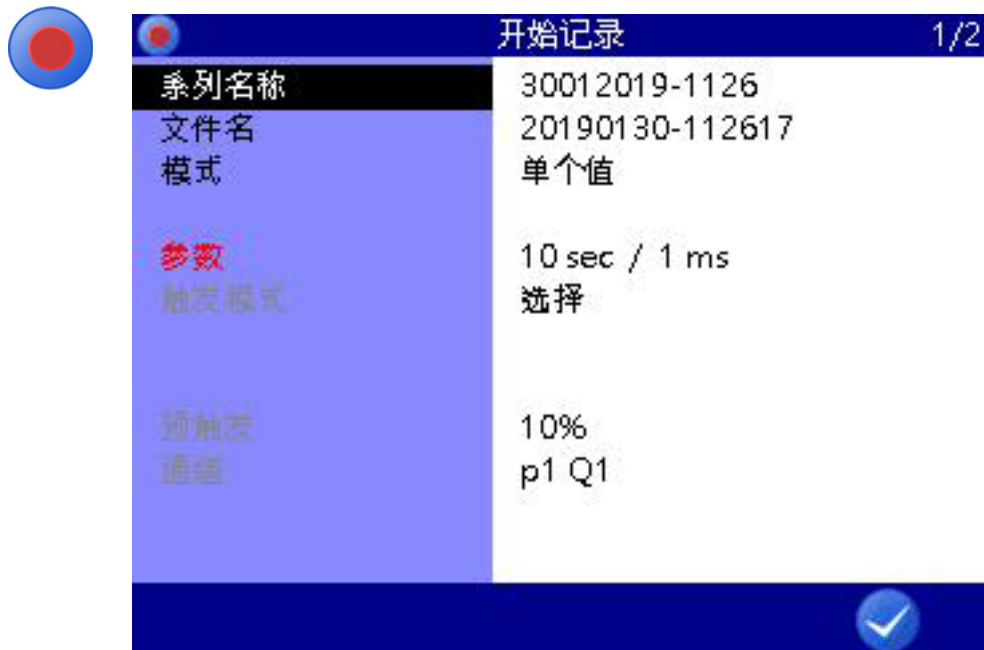 开始记录 1/2
系列名称 30012019-1126
文件名 20190130-112617
模式 单个值
参数 10 sec / 1 ms
触发模式 选择
预触发 10%
通道 p1 Q1